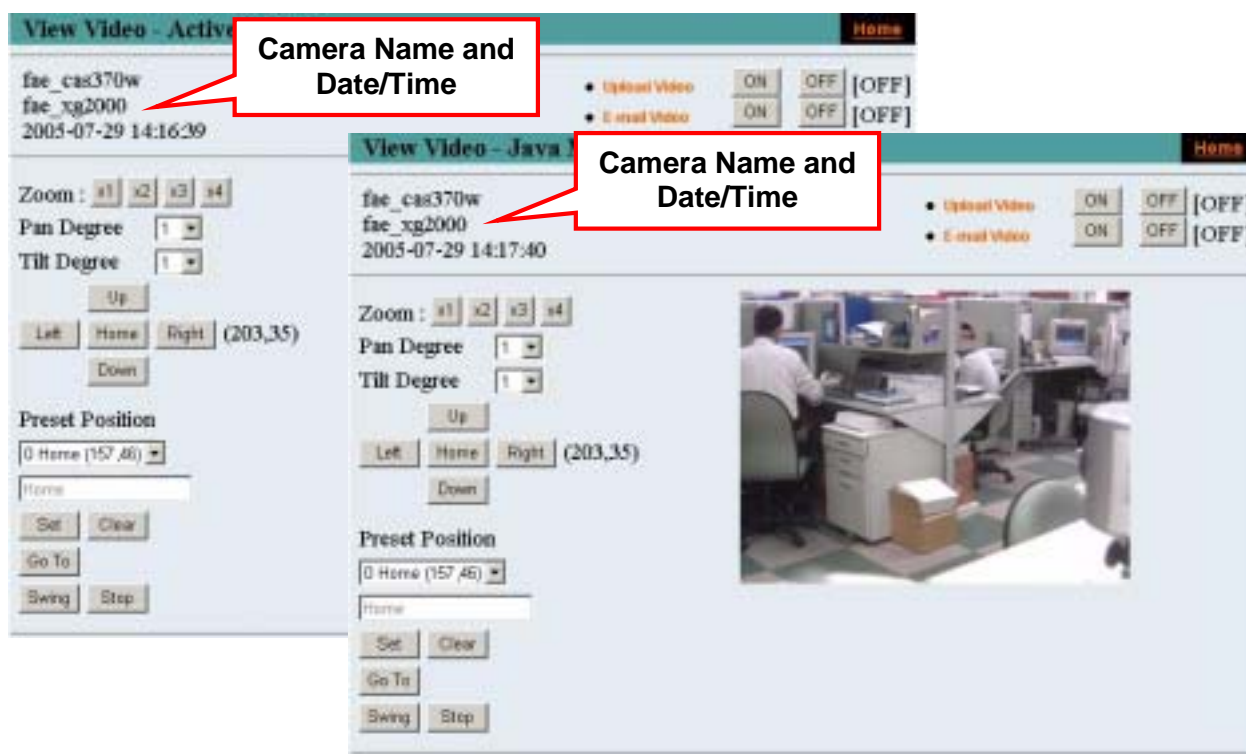 View Video - Active
Home
Camera Name and
Date/Time
fae_cas370w
fae_xg2000
2005-07-29 14:16:39
• Upload Video ON OFF [OFF]
• E-mail Video ON OFF [OFF]
Zoom : x1 x2 x3 x4
Pan Degree 1
Tilt Degree 1
Up
Left Home Right (203,35)
Down
Preset Position
0 Home (157 ,46)
Home
Set Clear
Go To
Swing Stop
View Video - Java
Home
Camera Name and
Date/Time
fae_cas370w
fae_xg2000
2005-07-29 14:17:40
• Upload Video ON OFF [OFF
• E-mail Video ON OFF [OFF
Zoom : x1 x2 x3 x4
Pan Degree 1
Tilt Degree 1
Up
Left Home Right (203,35)
Down
Preset Position
0 Home (157 ,46)
Home
Set Clear
Go To
Swing Stop